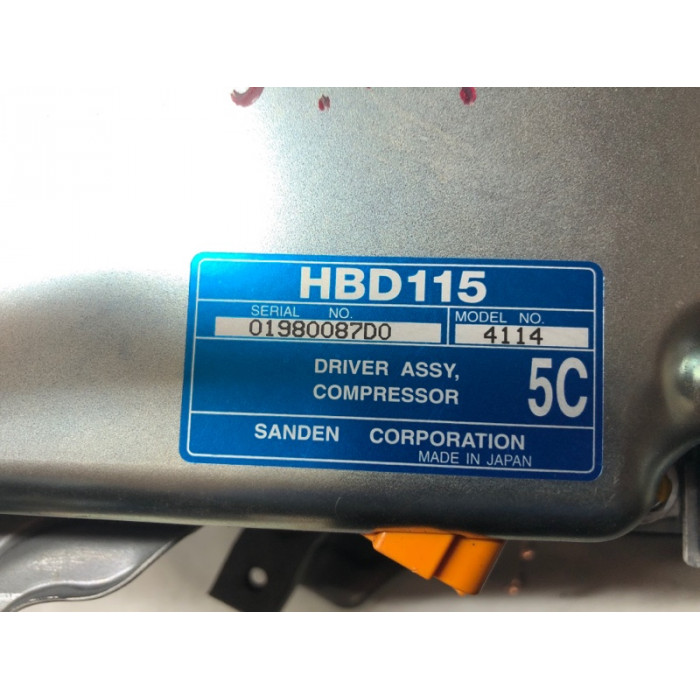 HBD115
SERIAL NO.
01980087D0
MODEL NO.
4114
DRIVER ASSY,
COMPRESSOR
5C
SANDEN CORPORATION
MADE IN JAPAN